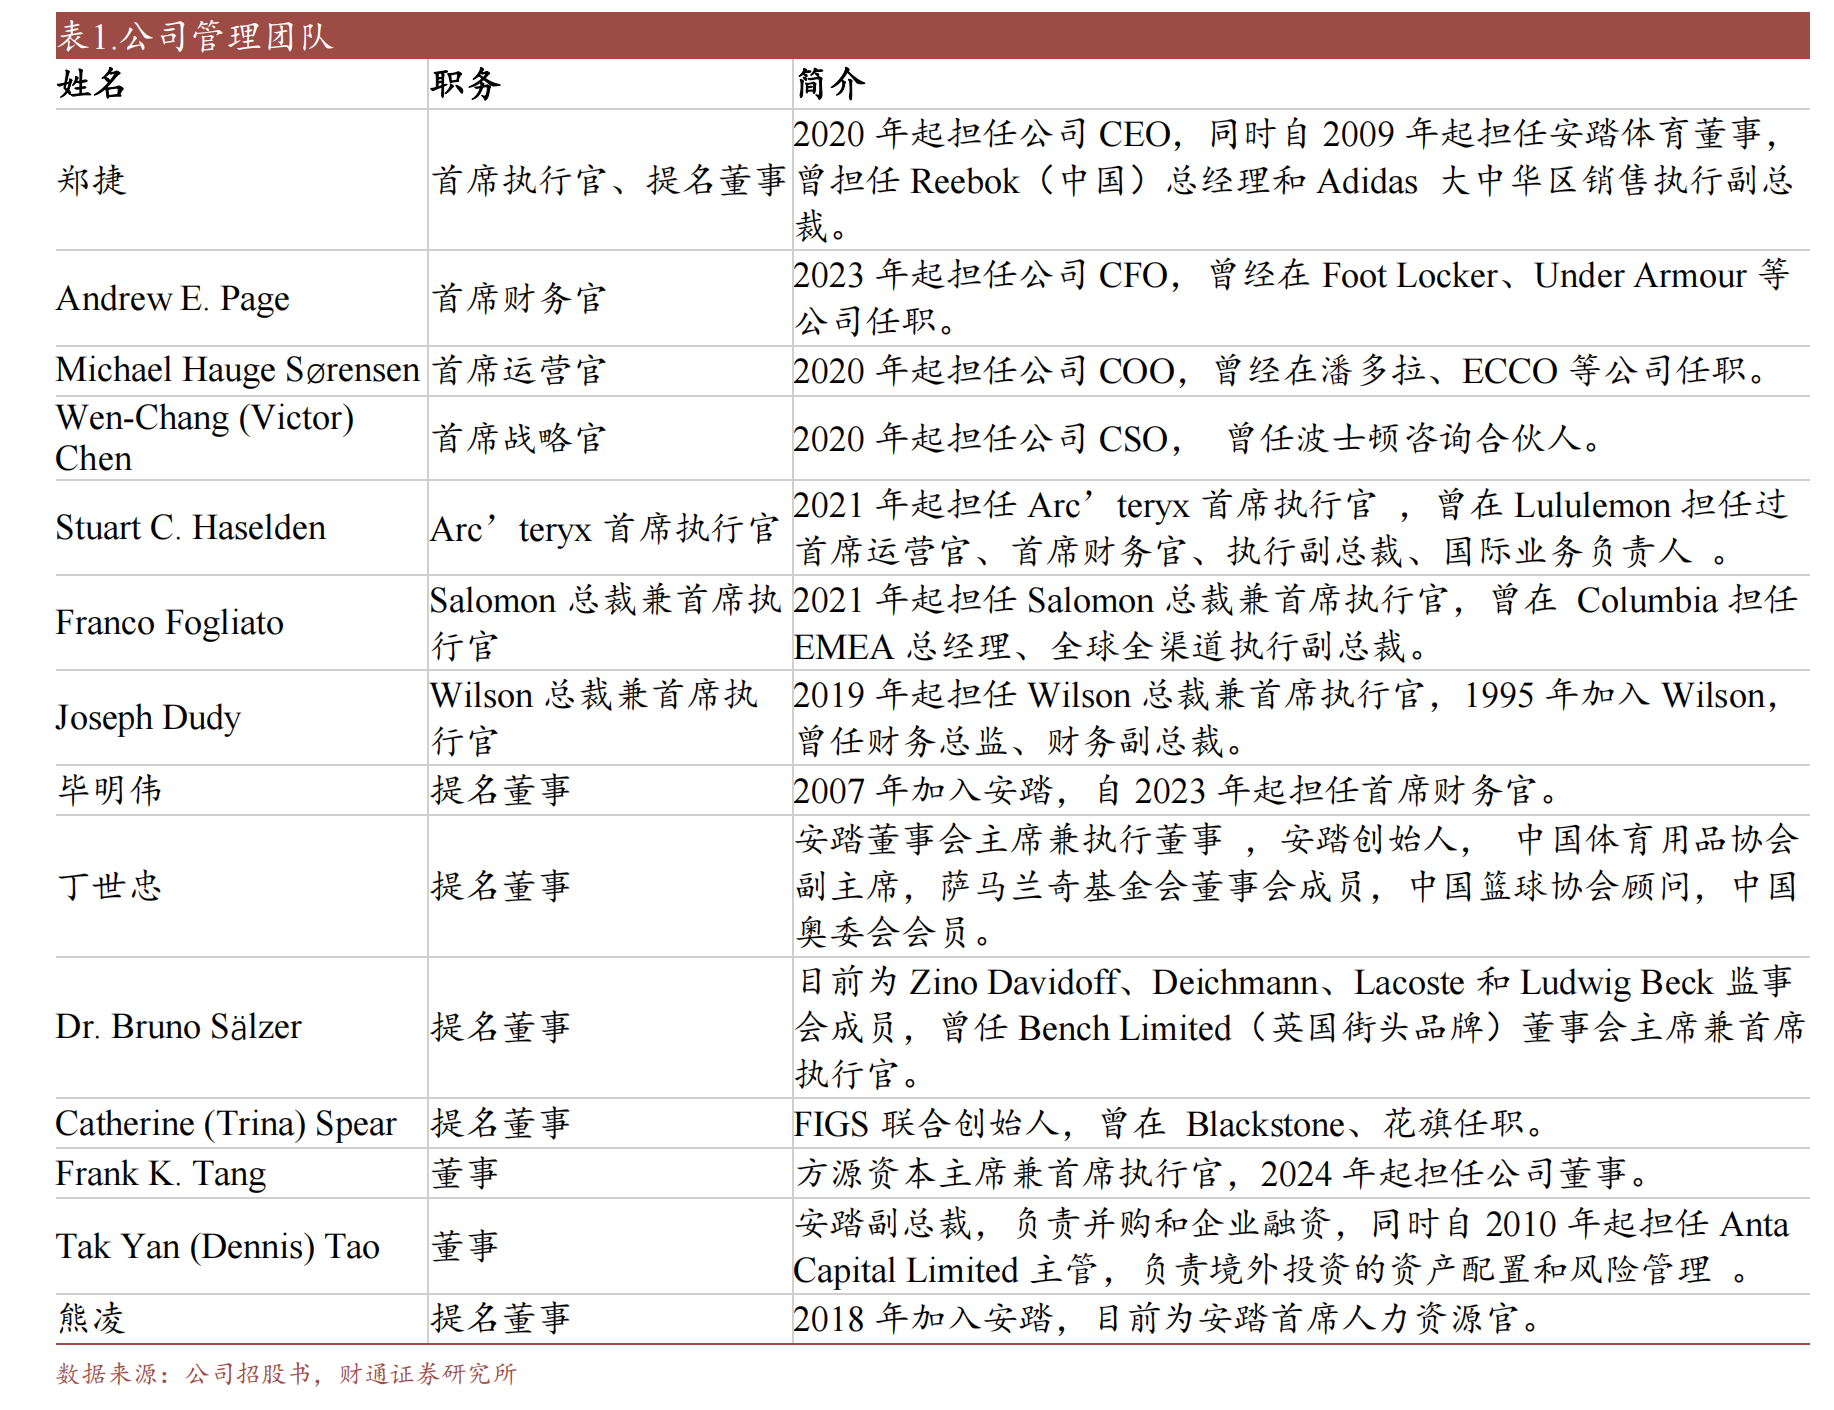 表1.公司管理团队
姓名 职务 简介
2020 年起担任公司 CEO，同时自 2009 年起担任安踏体育董事，
郑捷 首席执行官、提名董事 曾担任 Reebok（中国）总经理和 Adidas 大中华区销售执行副总
裁。
2023 年起担任公司 CFO，曾经在 Foot Locker、Under Armour 等
Andrew E. Page 首席财务官
公司任职。
Michael Hauge Sørensen 首席运营官 2020 年起担任公司 COO，曾经在潘多拉、ECCO 等公司任职。
Wen-Chang (Victor)
Chen
首席战略官 2020 年起担任公司 CSO， 曾任波士顿咨询合伙人。
Stuart C. Haselden Arc’teryx 首席执行官
2021 年起担任 Arc’teryx 首席执行官 ，曾在 Lululemon 担任过
首席运营官、首席财务官、执行副总裁、国际业务负责人 。
Franco Fogliato
Salomon 总裁兼首席执
行官
2021 年起担任 Salomon 总裁兼首席执行官，曾在 Columbia 担任
EMEA 总经理、全球全渠道执行副总裁。
Joseph Dudy
Wilson 总裁兼首席执
行官
2019 年起担任 Wilson 总裁兼首席执行官，1995 年加入 Wilson，
曾任财务总监、财务副总裁。
毕明伟 提名董事 2007 年加入安踏，自 2023 年起担任首席财务官。
丁世忠 提名董事
安踏董事会主席兼执行董事 ，安踏创始人， 中国体育用品协会
副主席，萨马兰奇基金会董事会成员，中国篮球协会顾问，中国
奥委会会员。
Dr. Bruno Sälzer 提名董事
目前为 Zino Davidoff、Deichmann、Lacoste 和 Ludwig Beck 监事
会成员，曾任 Bench Limited（英国街头品牌）董事会主席兼首席
执行官。
Catherine (Trina) Spear 提名董事 FIGS 联合创始人，曾在 Blackstone、花旗任职。
Frank K. Tang 董事 方源资本主席兼首席执行官，2024 年起担任公司董事。
Tak Yan (Dennis) Tao 董事
安踏副总裁，负责并购和企业融资，同时自 2010 年起担任 Anta
Capital Limited 主管，负责境外投资的资产配置和风险管理 。
熊凌 提名董事 2018 年加入安踏，目前为安踏首席人力资源官。
数据来源：公司招股书，财通证券研究所